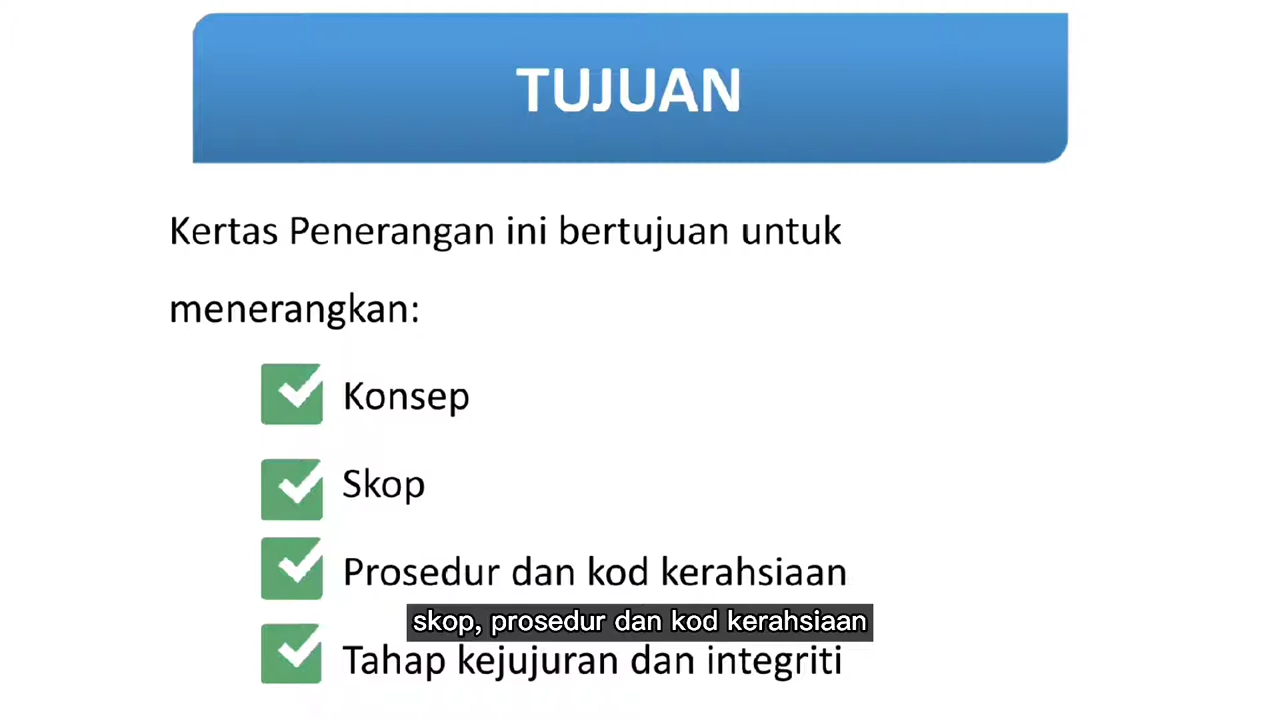 TUJUAN
Kertas Penerangan ini bertujuan untuk
menerangkan:
Konsep
Skop
Prosedur dan kod kerahsiaan
skop, prosedur dan kod kerahsiaan
Tahap kejujuran dan integriti